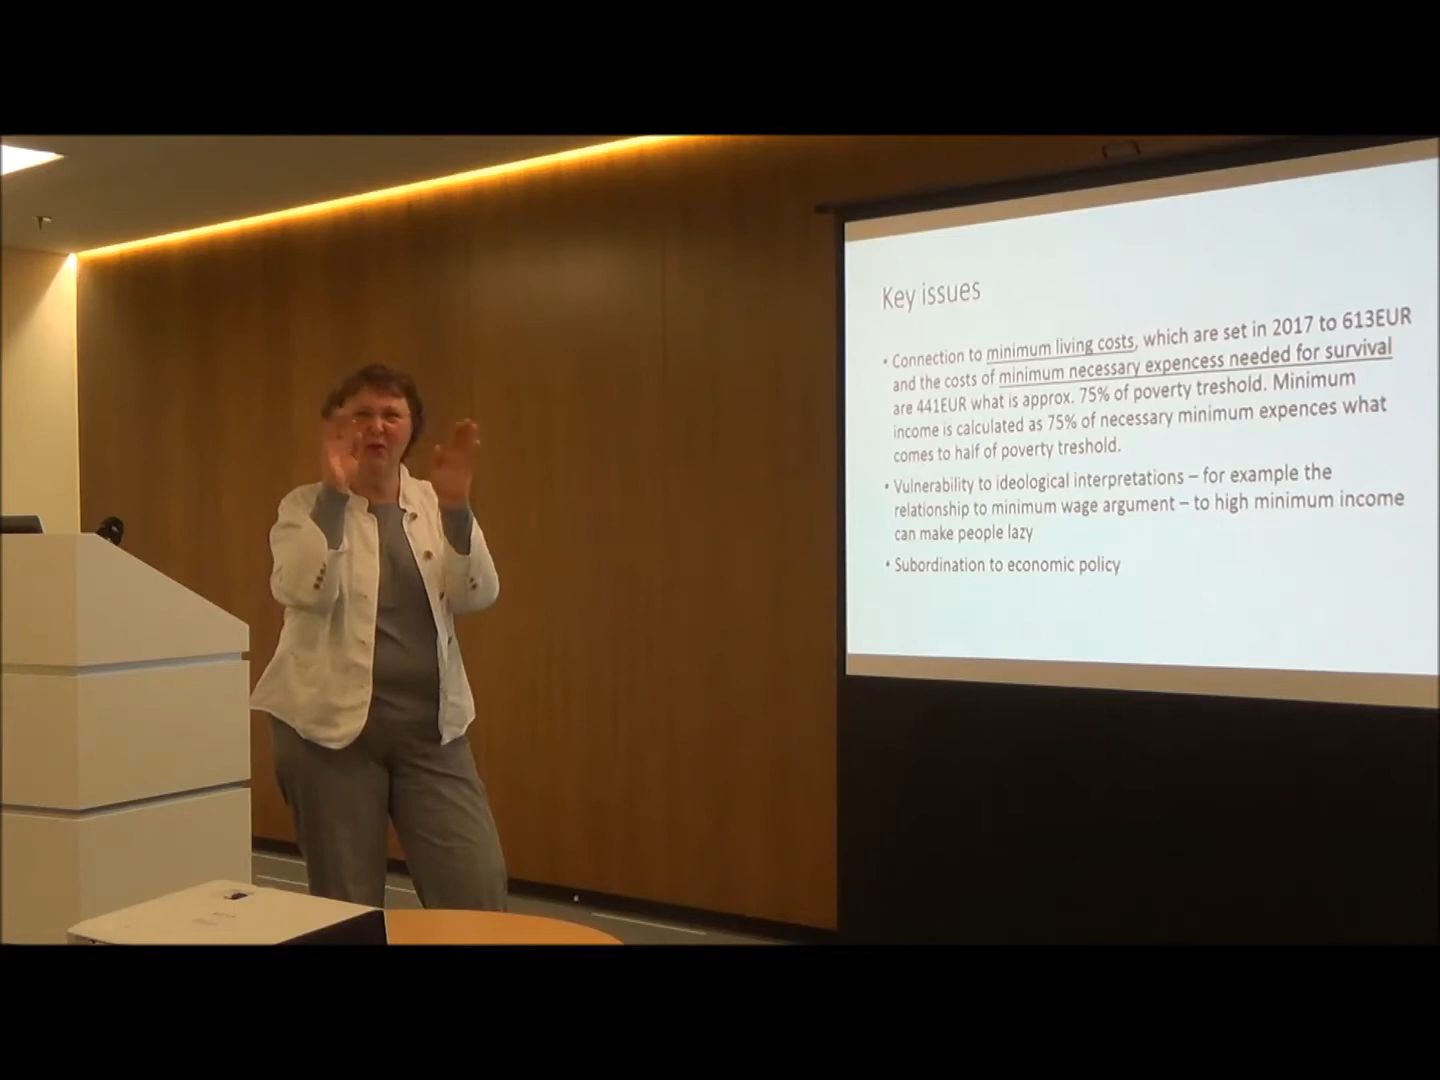 Key issues
• Connection to minimum living costs, which are set in 2017 to 613EUR
and the costs of minimum necessary expencess needed for survival
are 441EUR what is approx. 75% of poverty treshold. Minimum
income is calculated as 75% of necessary minimum expences what
comes to half of poverty treshold.
• Vulnerability to ideological interpretations – for example the
relationship to minimum wage argument – to high minimum income
can make people lazy
• Subordination to economic policy